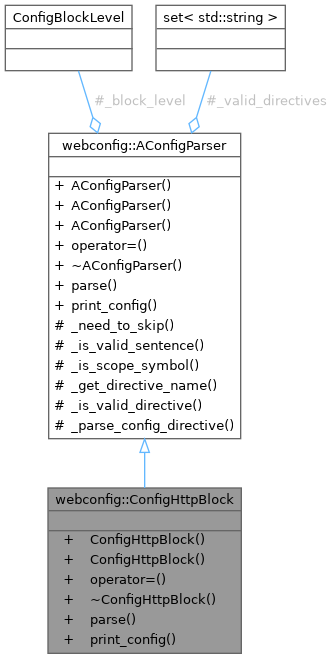 ConfigBlockLevel
set< std::string >
#_block_level
#_valid_directives
webconfig::AConfigParser
+ AConfigParser()
+ AConfigParser()
+ AConfigParser()
+ operator=()
+ ~AConfigParser()
+ parse()
+ print_config()
# _need_to_skip()
# _is_valid_sentence()
# _is_scope_symbol()
# _get_directive_name()
# _is_valid_directive()
# _parse_config_directive()
webconfig::ConfigHttpBlock
+ ConfigHttpBlock()
+ ConfigHttpBlock()
+ operator=()
+ ~ConfigHttpBlock()
+ parse()
+ print_config()